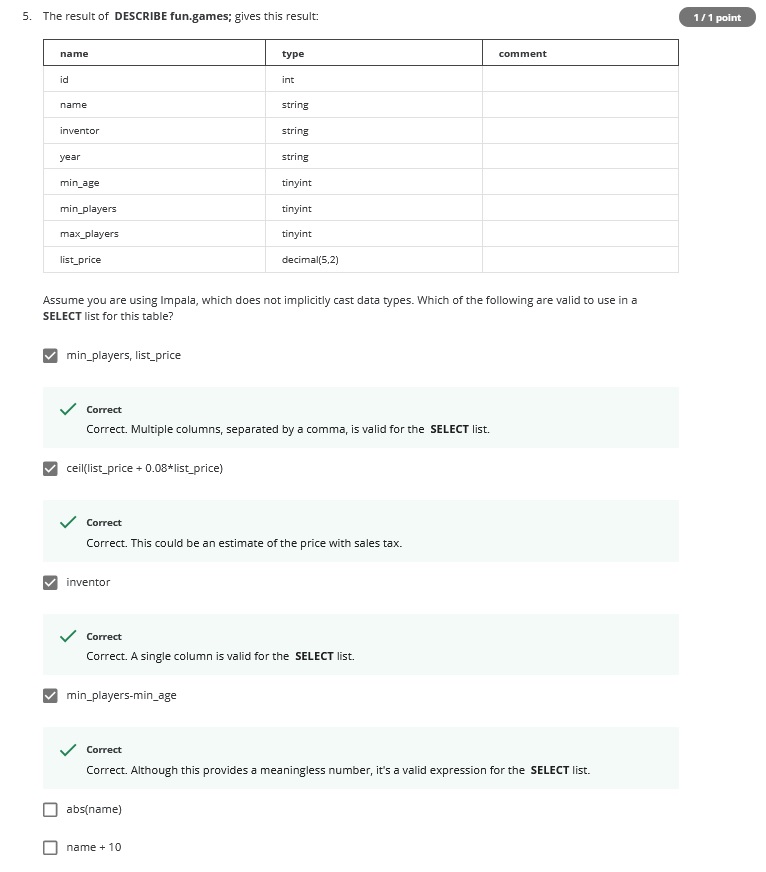 5. The result of DESCRIBE fun.games; gives this result:
1 / 1 point
name type comment
id int
name string
inventor string
year string
min_age tinyint
min_players tinyint
max_players tinyint
list_price decimal(5,2)
Assume you are using Impala, which does not implicitly cast data types. Which of the following are valid to use in a
SELECT list for this table?
min_players, list_price
Correct
Correct. Multiple columns, separated by a comma, is valid for the SELECT list.
ceil(list_price + 0.08*list_price)
Correct
Correct. This could be an estimate of the price with sales tax.
inventor
Correct
Correct. A single column is valid for the SELECT list.
min_players-min_age
Correct
Correct. Although this provides a meaningless number, it's a valid expression for the SELECT list.
abs(name)
name + 10